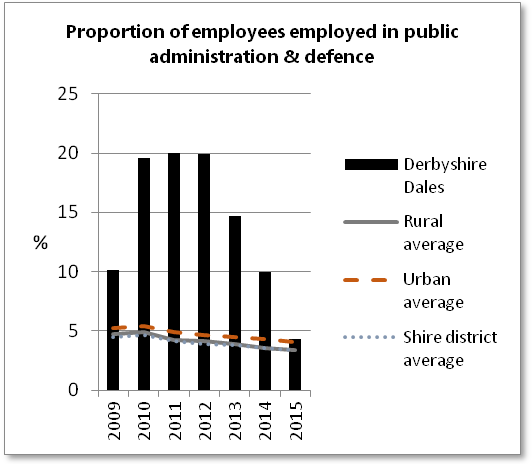 Proportion of employees employed in public
administration & defence
25
20
15
10
5
0
%
2009
2010
2011
2012
2013
2014
2015
Derbyshire
Dales
Rural
average
Urban
average
Shire district
average